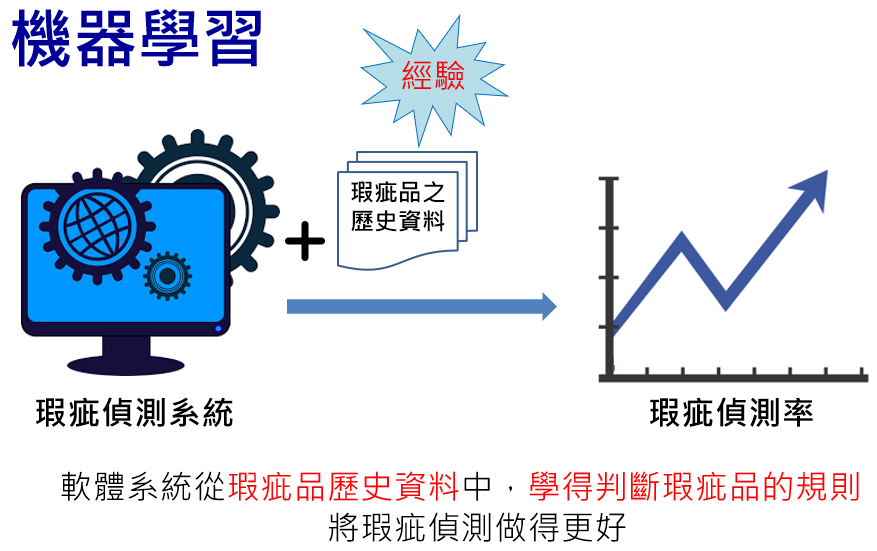 機器學習
經驗
瑕疵品之
歷史資料
瑕疵偵測系統
瑕疵偵測率
軟體系統從瑕疵品歷史資料中，學得判斷瑕疵品的規則
將瑕疵偵測做得更好